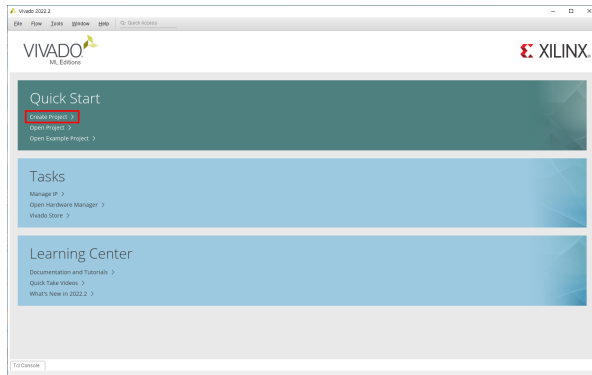 Vivado 2022.2
File Flow Tools Window Help Quick Access
VIVADO
ML Editions
XILINX
Quick Start
Create Project >
Open Project >
Open Example Project >
Tasks
Manage IP >
Open Hardware Manager >
Vivado Store >
Learning Center
Documentation and Tutorials >
Quick Take Videos >
What's New in 2022.2 >
Tcl Console